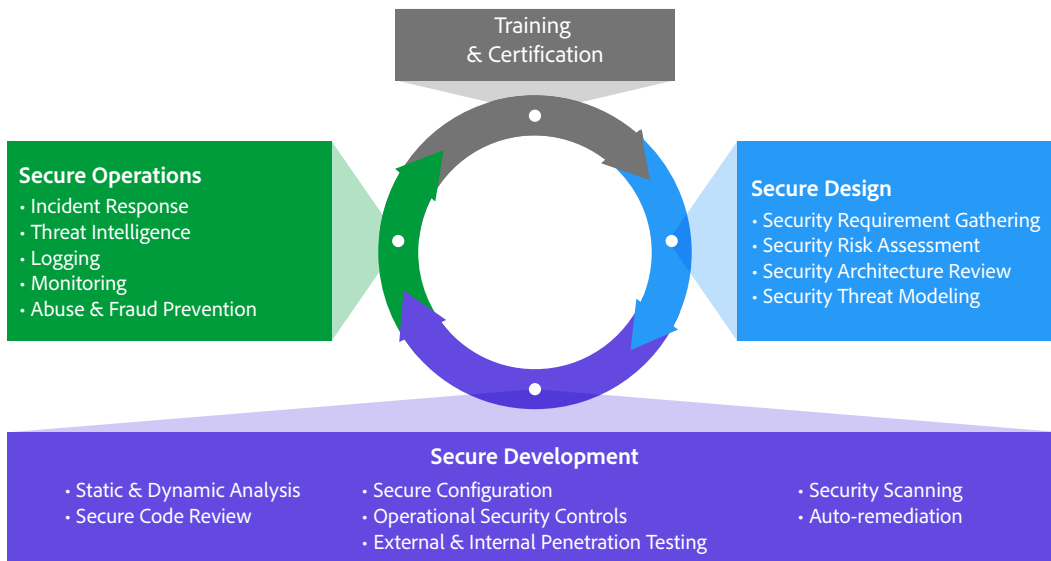 Training
& Certification
Secure Operations
• Incident Response
• Threat Intelligence
• Logging
• Monitoring
• Abuse & Fraud Prevention
Secure Design
• Security Requirement Gathering
• Security Risk Assessment
• Security Architecture Review
• Security Threat Modeling
Secure Development
• Static & Dynamic Analysis
• Secure Code Review
• Secure Configuration
• Operational Security Controls
• External & Internal Penetration Testing
• Security Scanning
• Auto-remediation